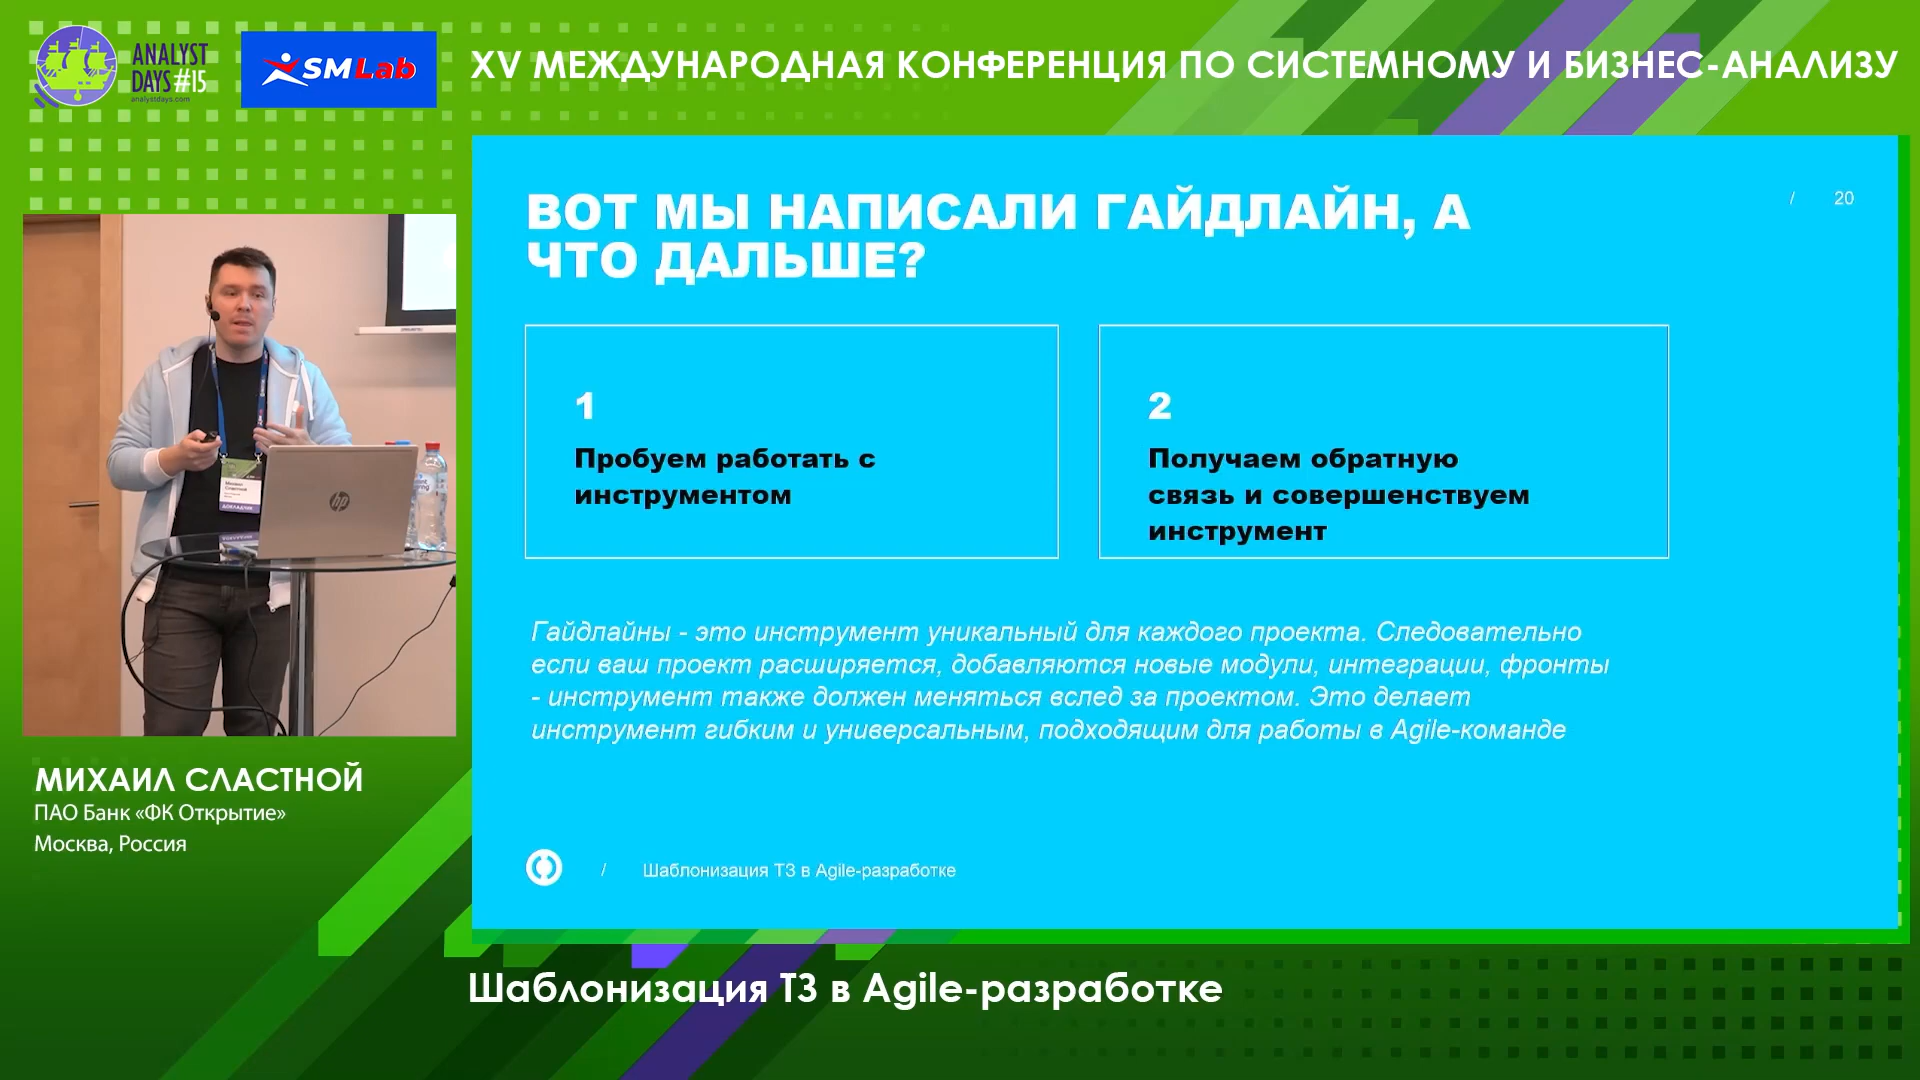 ANALYST
DAYS #15
analystdays.com
SMLab
XV МЕЖДУНАРОДНАЯ КОНФЕРЕНЦИЯ ПО СИСТЕМНОМУ И БИЗНЕС-АНАЛИЗУ
ВОТ МЫ НАПИСАЛИ ГАЙДЛАЙН, А
ЧТО ДАЛЬШЕ?
/ 20
1
Пробуем работать с
инструментом
2
Получаем обратную
связь и совершенствуем
инструмент
Гайдлайны - это инструмент уникальный для каждого проекта. Следовательно
если ваш проект расширяется, добавляются новые модули, интеграции, фронты
- инструмент также должен меняться вслед за проектом. Это делает
инструмент гибким и универсальным, подходящим для работы в Agile-команде
/ Шаблонизация ТЗ в Agile-разработке
hp
Михаил
Сластной
ДОКЛАДЧИК
МИХАИЛ СЛАСТНОЙ
ПАО Банк «ФК Открытие»
Москва, Россия
Шаблонизация ТЗ в Agile-разработке